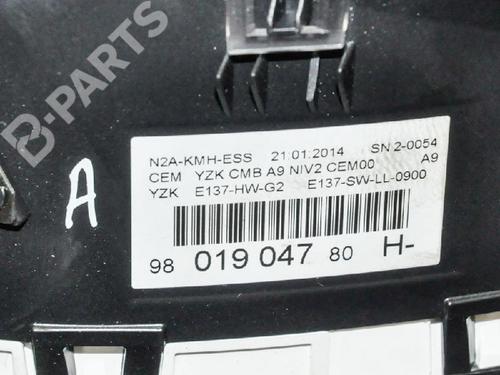 B-PARTS
N2A-KMH-ESS 21.01.2014 SN 2-0054
CEM YZK CMB A9 NIV2 CEM00 A9
YZK E137-HW-G2 E137-SW-LL-0900
98 019 047 80 H-
A